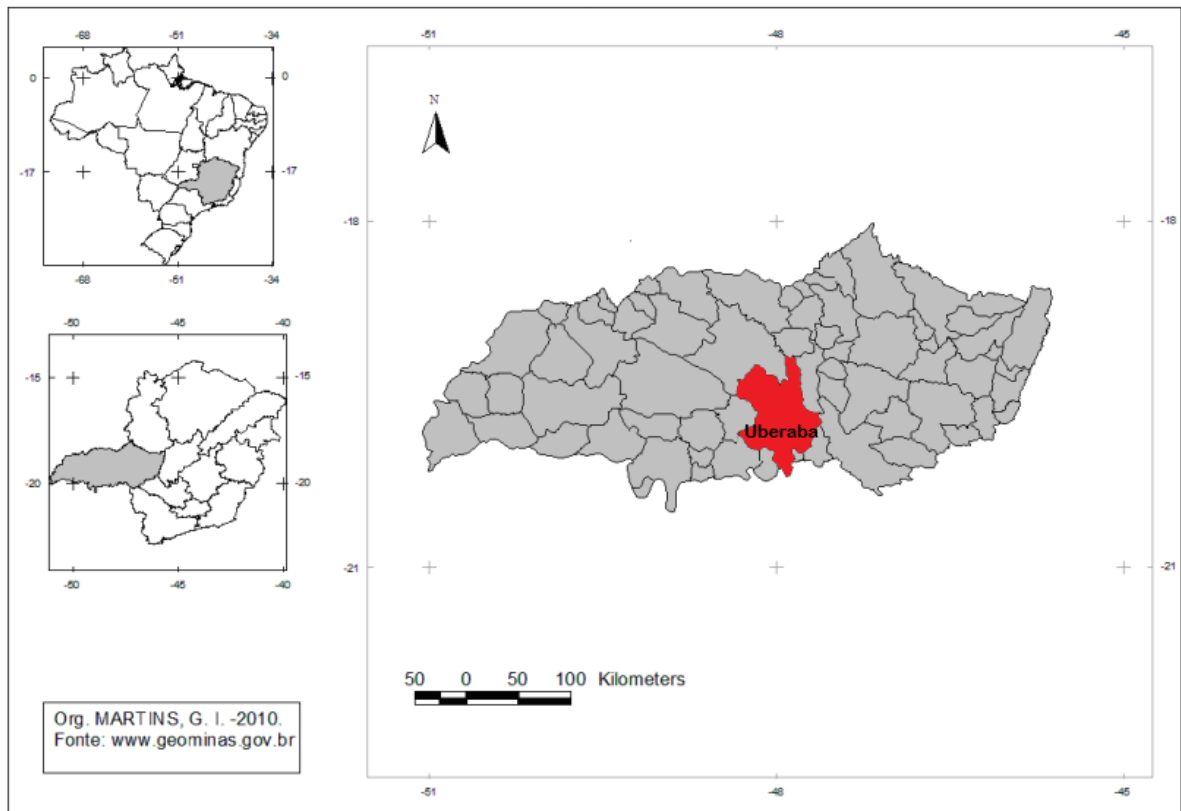 -68 -51 -34
0 0
-17 -17
-68 -51 -34
-50 -45 -40
-15 -15
-20 -20
-50 -45 -40
Org. MARTINS, G. I. -2010.
Fonte: www.geominas.gov.br
-51 -48 -45
N
-18 -18
Uberaba
-21 -21
50 0 50 100 Kilometers
-51 -48 -45